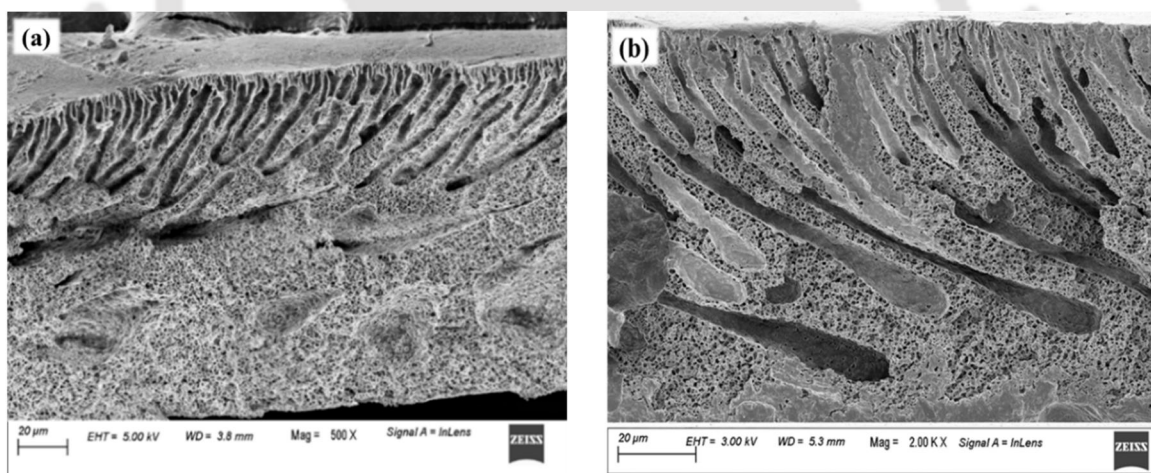 (a)
(b)
20 µm
EHT = 5.00 kV WD = 3.8 mm Mag = 500 X Signal A = InLens
ZEISS
20 µm
EHT = 3.00 kV WD = 5.3 mm Mag = 2.00 K X Signal A = InLens
ZEISS